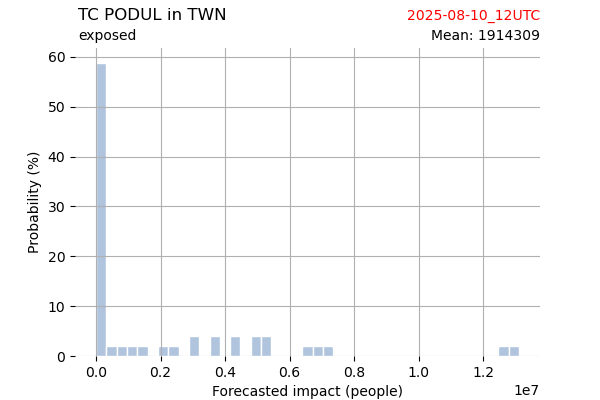 TC PODUL in TWN
2025-08-10_12UTC
exposed
Mean: 1914309
60
50
40
30
20
10
0
Probability (%)
0.0 0.2 0.4 0.6 0.8 1.0 1.2
1e7
Forecasted impact (people)